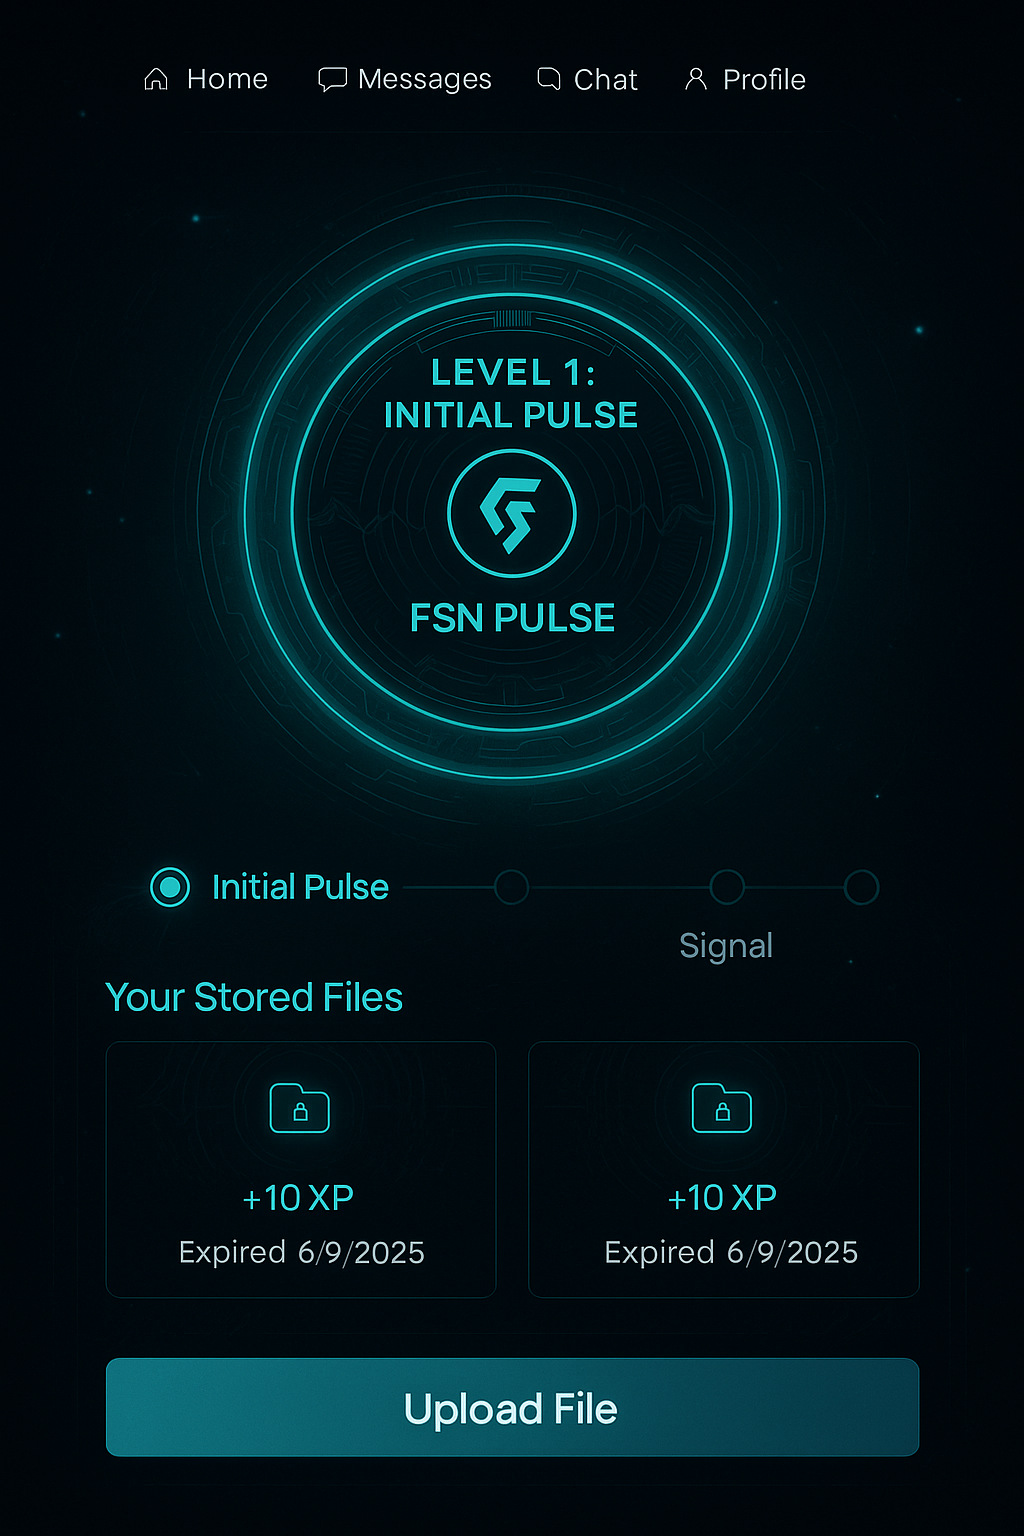 Home Messages Chat Profile
LEVEL 1:
INITIAL PULSE
FSN PULSE
Initial Pulse
Signal
Your Stored Files
+10 XP
Expired 6/9/2025
+10 XP
Expired 6/9/2025
Upload File